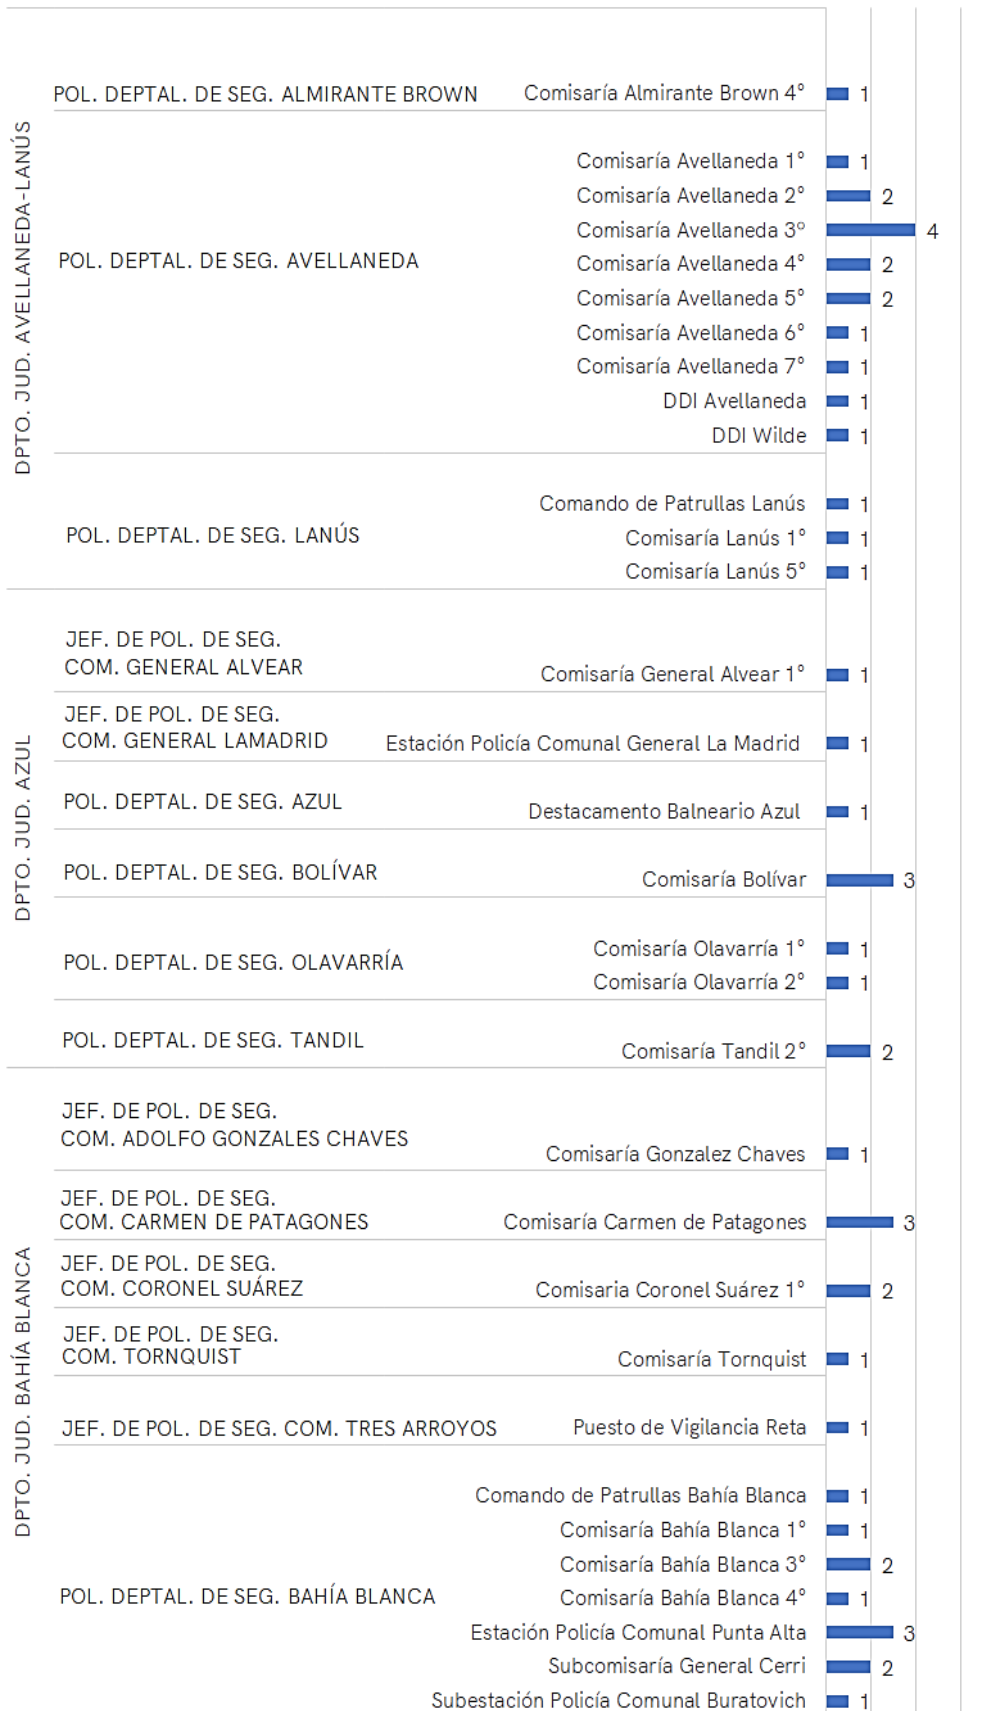 DPTO. JUD. AVELLANEDA-LANÚS
POL. DEPTAL. DE SEG. ALMIRANTE BROWN
Comisaría Almirante Brown 4° 1
POL. DEPTAL. DE SEG. AVELLANEDA
Comisaría Avellaneda 1° 1
Comisaría Avellaneda 2° 2
Comisaría Avellaneda 3º 4
Comisaría Avellaneda 4° 2
Comisaría Avellaneda 5° 2
Comisaría Avellaneda 6° 1
Comisaría Avellaneda 7° 1
DDI Avellaneda 1
DDI Wilde 1
POL. DEPTAL. DE SEG. LANÚS
Comando de Patrullas Lanús 1
Comisaría Lanús 1° 1
Comisaría Lanús 5° 1
DPTO. JUD. AZUL
JEF. DE POL. DE SEG.
COM. GENERAL ALVEAR
Comisaría General Alvear 1° 1
JEF. DE POL. DE SEG.
COM. GENERAL LAMADRID
Estación Policía Comunal General La Madrid 1
POL. DEPTAL. DE SEG. AZUL
Destacamento Balneario Azul 1
POL. DEPTAL. DE SEG. BOLÍVAR
Comisaría Bolívar 3
POL. DEPTAL. DE SEG. OLAVARRÍA
Comisaría Olavarría 1° 1
Comisaría Olavarría 2° 1
POL. DEPTAL. DE SEG. TANDIL
Comisaría Tandil 2° 2
DPTO. JUD. BAHÍA BLANCA
JEF. DE POL. DE SEG.
COM. ADOLFO GONZALES CHAVES
Comisaría Gonzalez Chaves 1
JEF. DE POL. DE SEG.
COM. CARMEN DE PATAGONES
Comisaría Carmen de Patagones 3
JEF. DE POL. DE SEG.
COM. CORONEL SUÁREZ
Comisaria Coronel Suárez 1° 2
JEF. DE POL. DE SEG.
COM. TORNQUIST
Comisaría Tornquist 1
JEF. DE POL. DE SEG. COM. TRES ARROYOS
Puesto de Vigilancia Reta 1
POL. DEPTAL. DE SEG. BAHÍA BLANCA
Comando de Patrullas Bahía Blanca 1
Comisaría Bahía Blanca 1° 1
Comisaría Bahía Blanca 3° 2
Comisaría Bahía Blanca 4° 1
Estación Policía Comunal Punta Alta 3
Subcomisaría General Cerri 2
Subestación Policía Comunal Buratovich 1